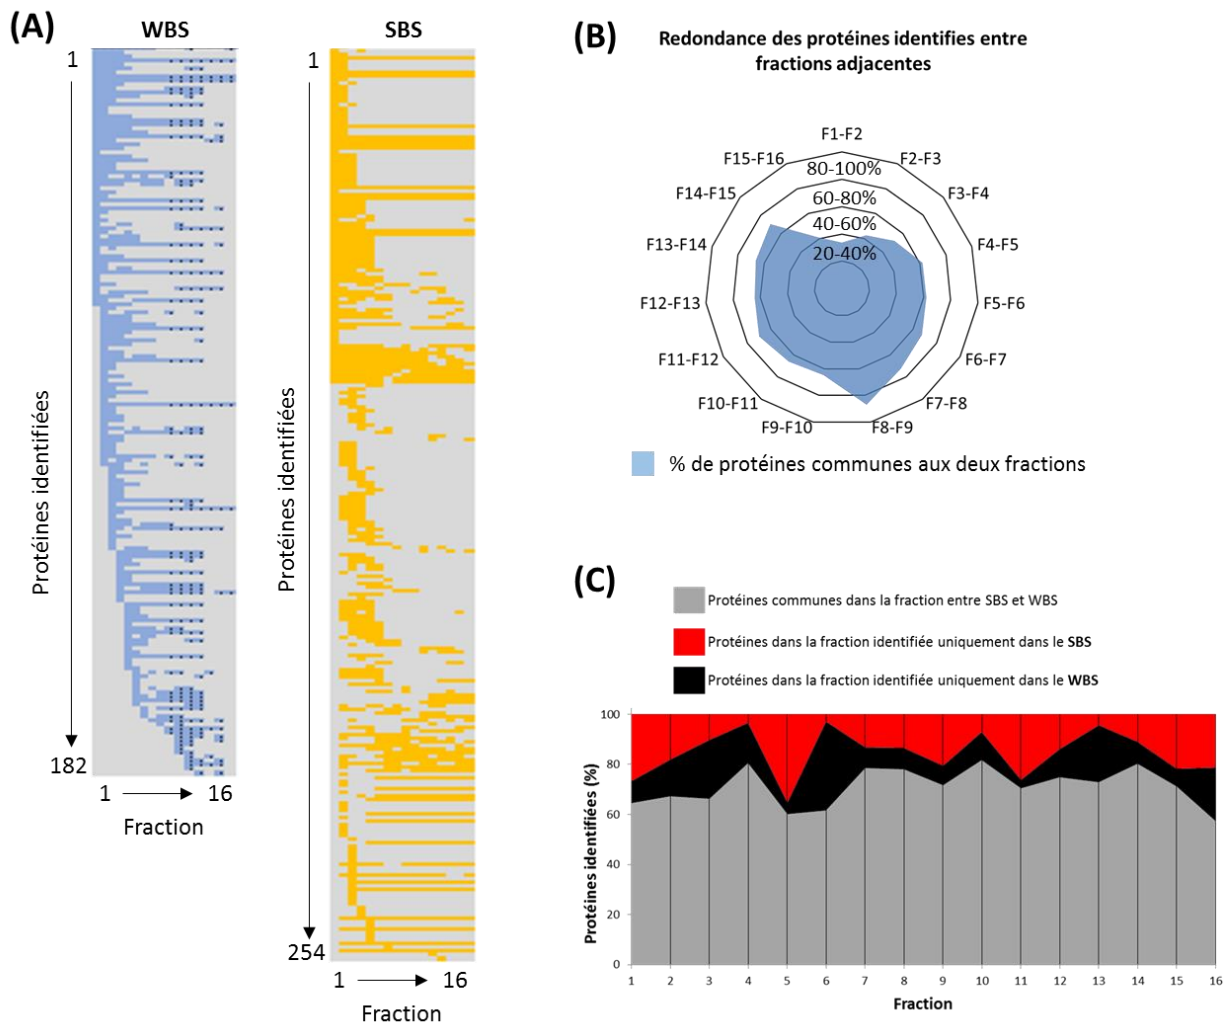 (A)
WBS
1
Protéines identifiées
182
1
16
Fraction
SBS
1
Protéines identifiées
254
1
16
Fraction
(B)
Redondance des protéines identifies entre
fractions adjacentes
F1-F2
F2-F3
F3-F4
F4-F5
F5-F6
F6-F7
F7-F8
F8-F9
F9-F10
F10-F11
F11-F12
F12-F13
F13-F14
F14-F15
F15-F16
80-100%
60-80%
40-60%
20-40%
% de protéines communes aux deux fractions
(C)
Protéines communes dans la fraction entre SBS et WBS
Protéines dans la fraction identifiée uniquement dans le SBS
Protéines dans la fraction identifiée uniquement dans le WBS
Protéines identifiées (%)
100
80
60
40
20
0
1 2 3 4 5 6 7 8 9 10 11 12 13 14 15 16
Fraction